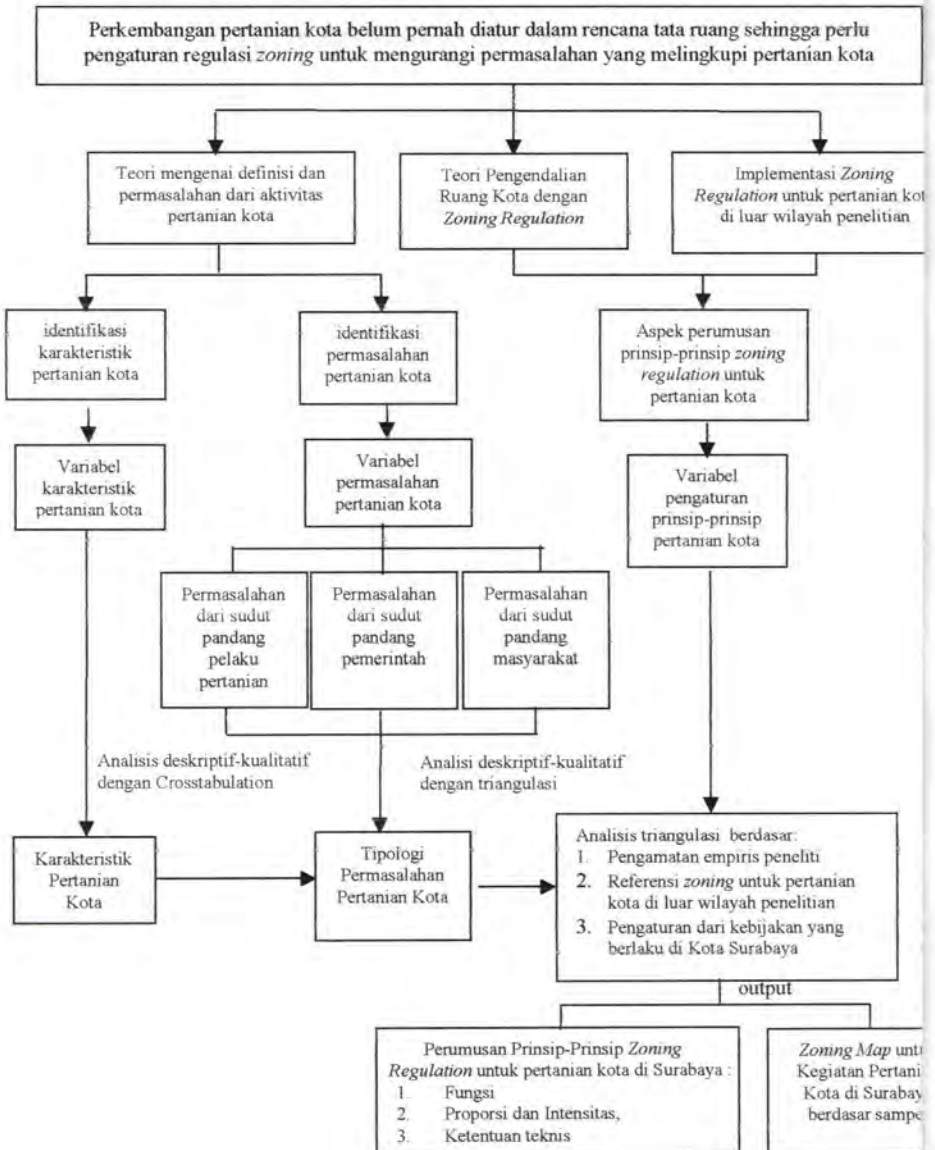 Perkembangan pertanian kota belum pernah diatur dalam rencana tata ruang sehingga perlu
pengaturan regulasi zoning untuk mengurangi permasalahan yang melingkupi pertanian kota
Teori mengenai definisi dan
permasalahan dari aktivitas
pertanian kota
Teori Pengendalian
Ruang Kota dengan
Zoning Regulation
Implementasi Zoning
Regulation untuk pertanian kot
di luar wilayah penelitian
identifikasi
karakteristik
pertanian kota
identifikasi
permasalahan
pertanian kota
Aspek perumusan
prinsip-prinsip zoning
regulation untuk
pertanian kota
Variabel
karakteristik
pertanian kota
Variabel
permasalahan
pertanian kota
Variabel
pengaturan
prinsip-prinsip
pertanian kota
Permasalahan
dari sudut
pandang
pelaku
pertanian
Permasalahan
dari sudut
pandang
pemerintah
Permasalahan
dari sudut
pandang
masyarakat
Analisis deskriptif-kualitatif
dengan Crosstabulation
Analisi deskriptif-kualitatif
dengan triangulasi
Karakteristik
Pertanian
Kota
Tipologi
Permasalahan
Pertanian Kota
Analisis triangulasi berdasar:
1. Pengamatan empiris peneliti
2. Referensi zoning untuk pertanian
kota di luar wilayah penelitian
3. Pengaturan dari kebijakan yang
berlaku di Kota Surabaya
output
Perumusan Prinsip-Prinsip Zoning
Regulation untuk pertanian kota di Surabaya :
1. Fungsi
2. Proporsi dan Intensitas,
3. Ketentuan teknis
Zoning Map unt
Kegiatan Pertani
Kota di Surabay
berdasar sampe